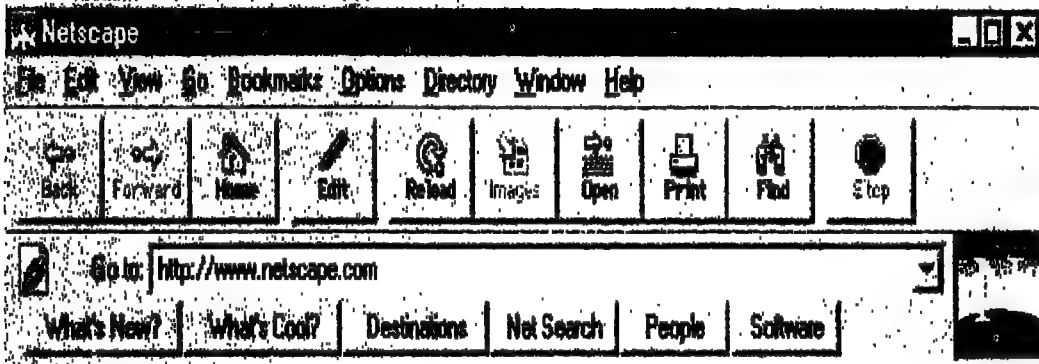 Netscape
File Edit View Go Bookmarks Options Directory Window Help
Back Forward Home Edit Reload Images Open Print Find Stop
Go to: http://www.netscape.com
What's New? What's Cool? Destinations Net Search People Software